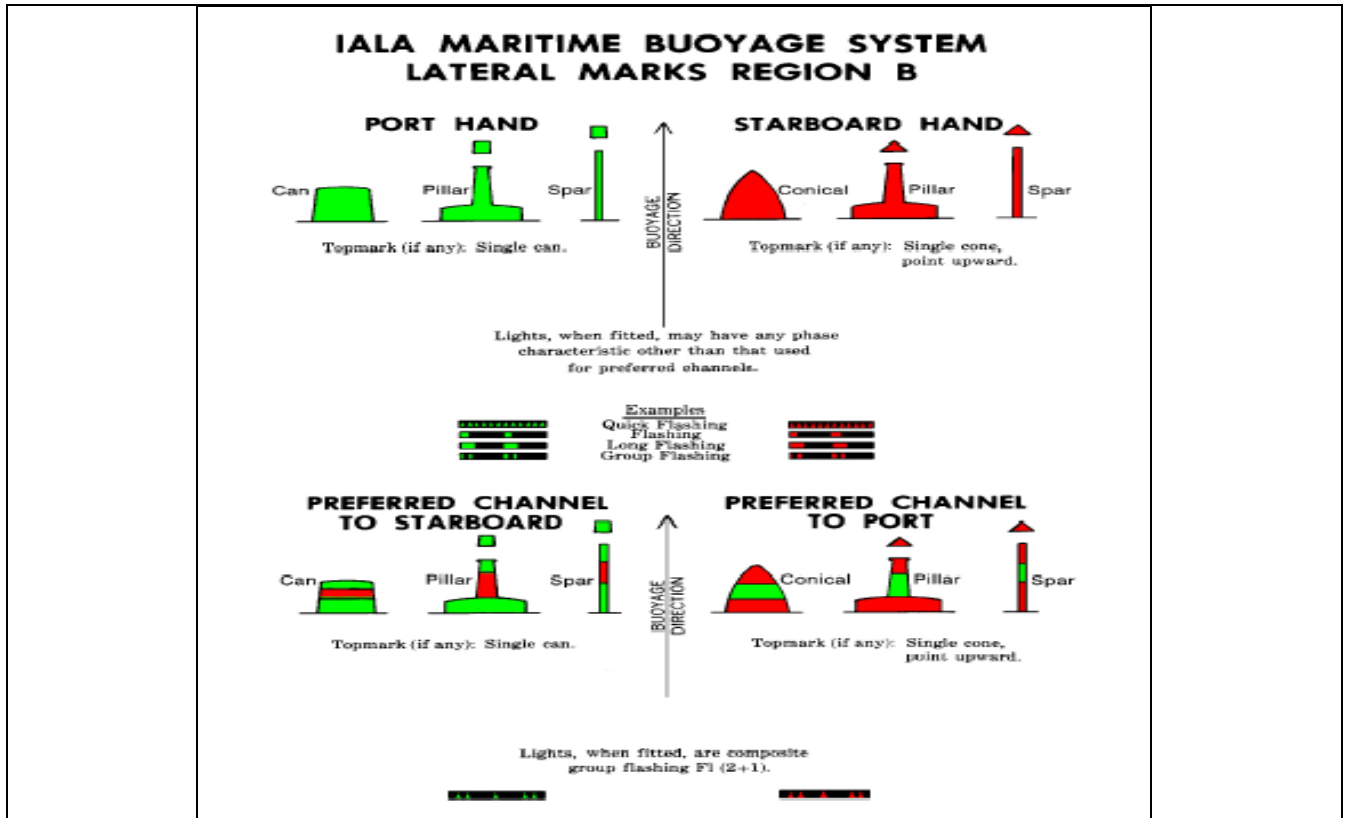 IALA MARITIME BUOYAGE SYSTEM
LATERAL MARKS REGION B
PORT HAND
STARBOARD HAND
Can
Pillar
Spar
BUOYAGE
DIRECTION
Conical
Pillar
Spar
Topmark (if any): Single can.
Topmark (if any): Single cone,
point upward.
Lights, when fitted, may have any phase
characteristic other than that used
for preferred channels.
Examples
Quick Flashing
Flashing
Long Flashing
Group Flashing
PREFERRED CHANNEL
TO STARBOARD
PREFERRED CHANNEL
TO PORT
Can
Pillar
Spar
BUOYAGE
DIRECTION
Conical
Pillar
Spar
Topmark (if any): Single can.
Topmark (if any): Single cone,
point upward.
Lights, when fitted, are composite
group flashing Fl (2+1).